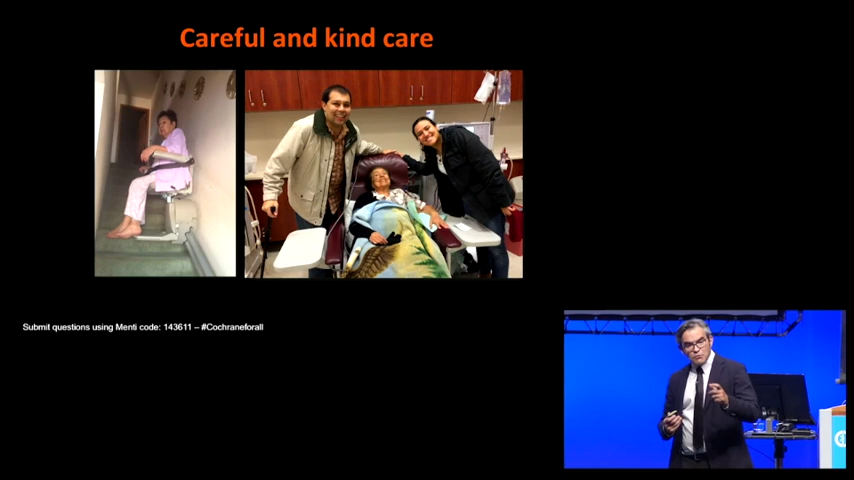 Careful and kind care
Submit questions using Menti code: 143611 – #Cochraneforall